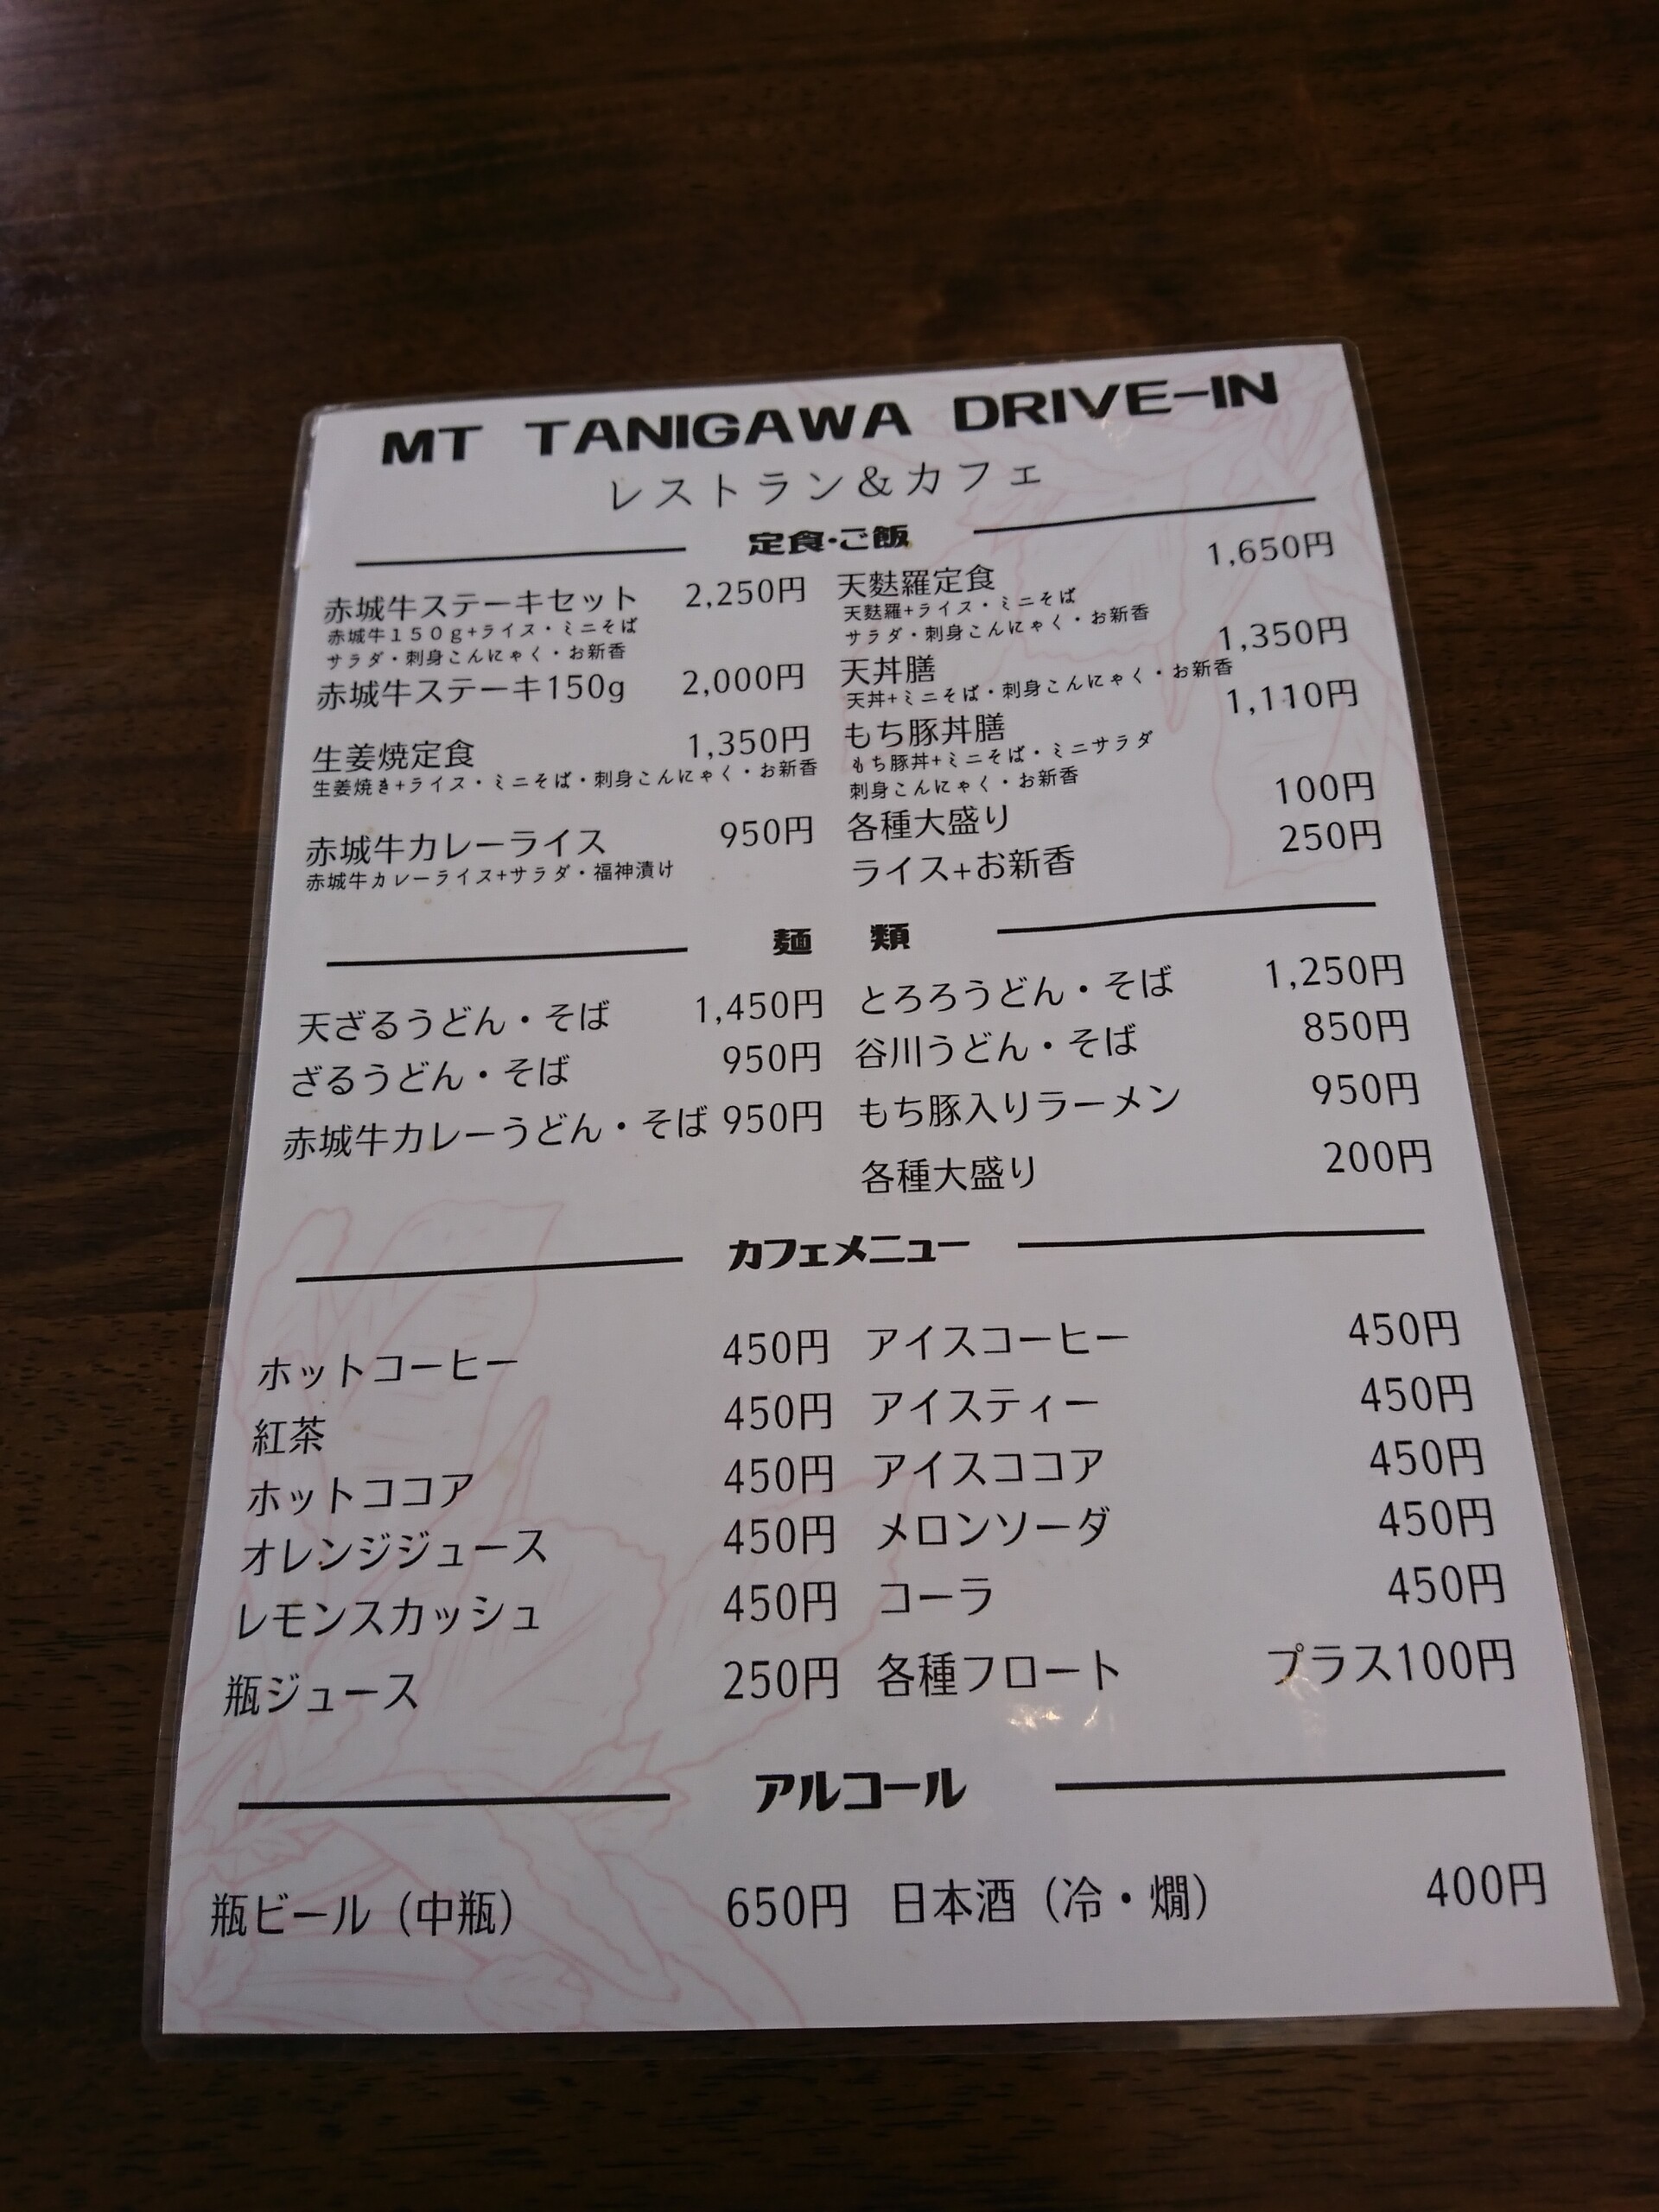 MT TANIGAWA DRIVE-IN
レストラン&カフェ
定食・ご飯
赤城牛ステーキセット 2,250円
赤城牛150g+ライス・ミニそば
サラダ・刺身こんにゃく・お新香
赤城牛ステーキ150g 2,000円
生姜焼定食 1,350円
生姜焼き+ライス・ミニそば・刺身こんにゃく・お新香
赤城牛カレーライス 950円
赤城牛カレーライス+サラダ・福神漬け
天麩羅定食 1,650円
天麩羅+ライス・ミニそば
サラダ・刺身こんにゃく・お新香
天丼膳 1,350円
天丼+ミニそば・刺身こんにゃく・お新香
もち豚丼膳 1,110円
もち豚丼+ミニそば・ミニサラダ
刺身こんにゃく・お新香
各種大盛り 100円
ライス+お新香 250円
麺 類
天ざるうどん・そば 1,450円
ざるうどん・そば 950円
赤城牛カレーうどん・そば 950円
とろろうどん・そば 1,250円
谷川うどん・そば 850円
もち豚入りラーメン 950円
各種大盛り 200円
カフェメニュー
ホットコーヒー 450円
紅茶 450円
ホットココア 450円
オレンジジュース 450円
レモンスカッシュ 450円
瓶ジュース 250円
アイスコーヒー 450円
アイスティー 450円
アイスココア 450円
メロンソーダ 450円
コーラ 450円
各種フロート プラス100円
アルコール
瓶ビール（中瓶） 650円
日本酒（冷・燗） 400円